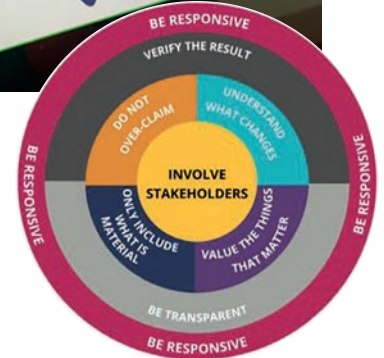 BE RESPONSIVE
VERIFY THE RESULT
DO NOT
OVER-CLAIM
UNDERSTAND
WHAT CHANGES
BE RESPONSIVE
INVOLVE
STAKEHOLDERS
BE RESPONSIVE
ONLY INCLUDE
WHAT IS
MATERIAL
VALUE THE THINGS
THAT MATTER
BE TRANSPARENT
BE RESPONSIVE